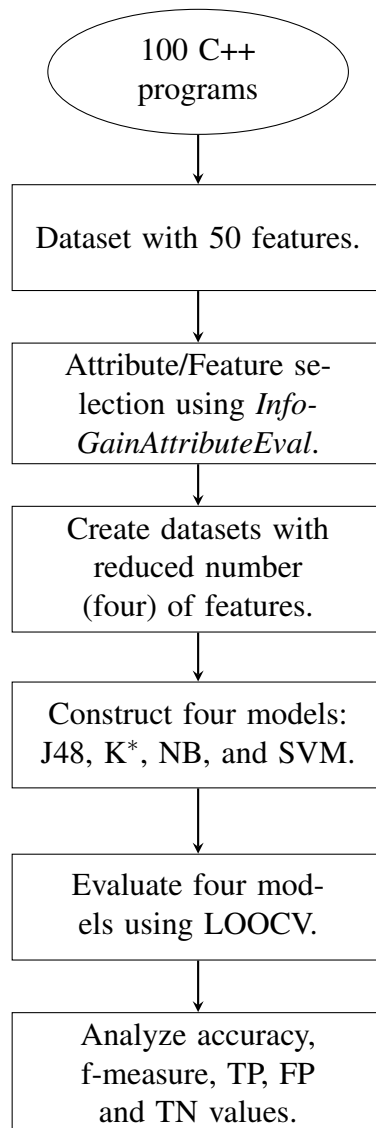 100 C++
programs
Dataset with 50 features.
Attribute/Feature se-
lection using Info-
GainAttributeEval.
Create datasets with
reduced number
(four) of features.
Construct four models:
J48, K*, NB, and SVM.
Evaluate four mod-
els using LOOCV.
Analyze accuracy,
f-measure, TP, FP
and TN values.